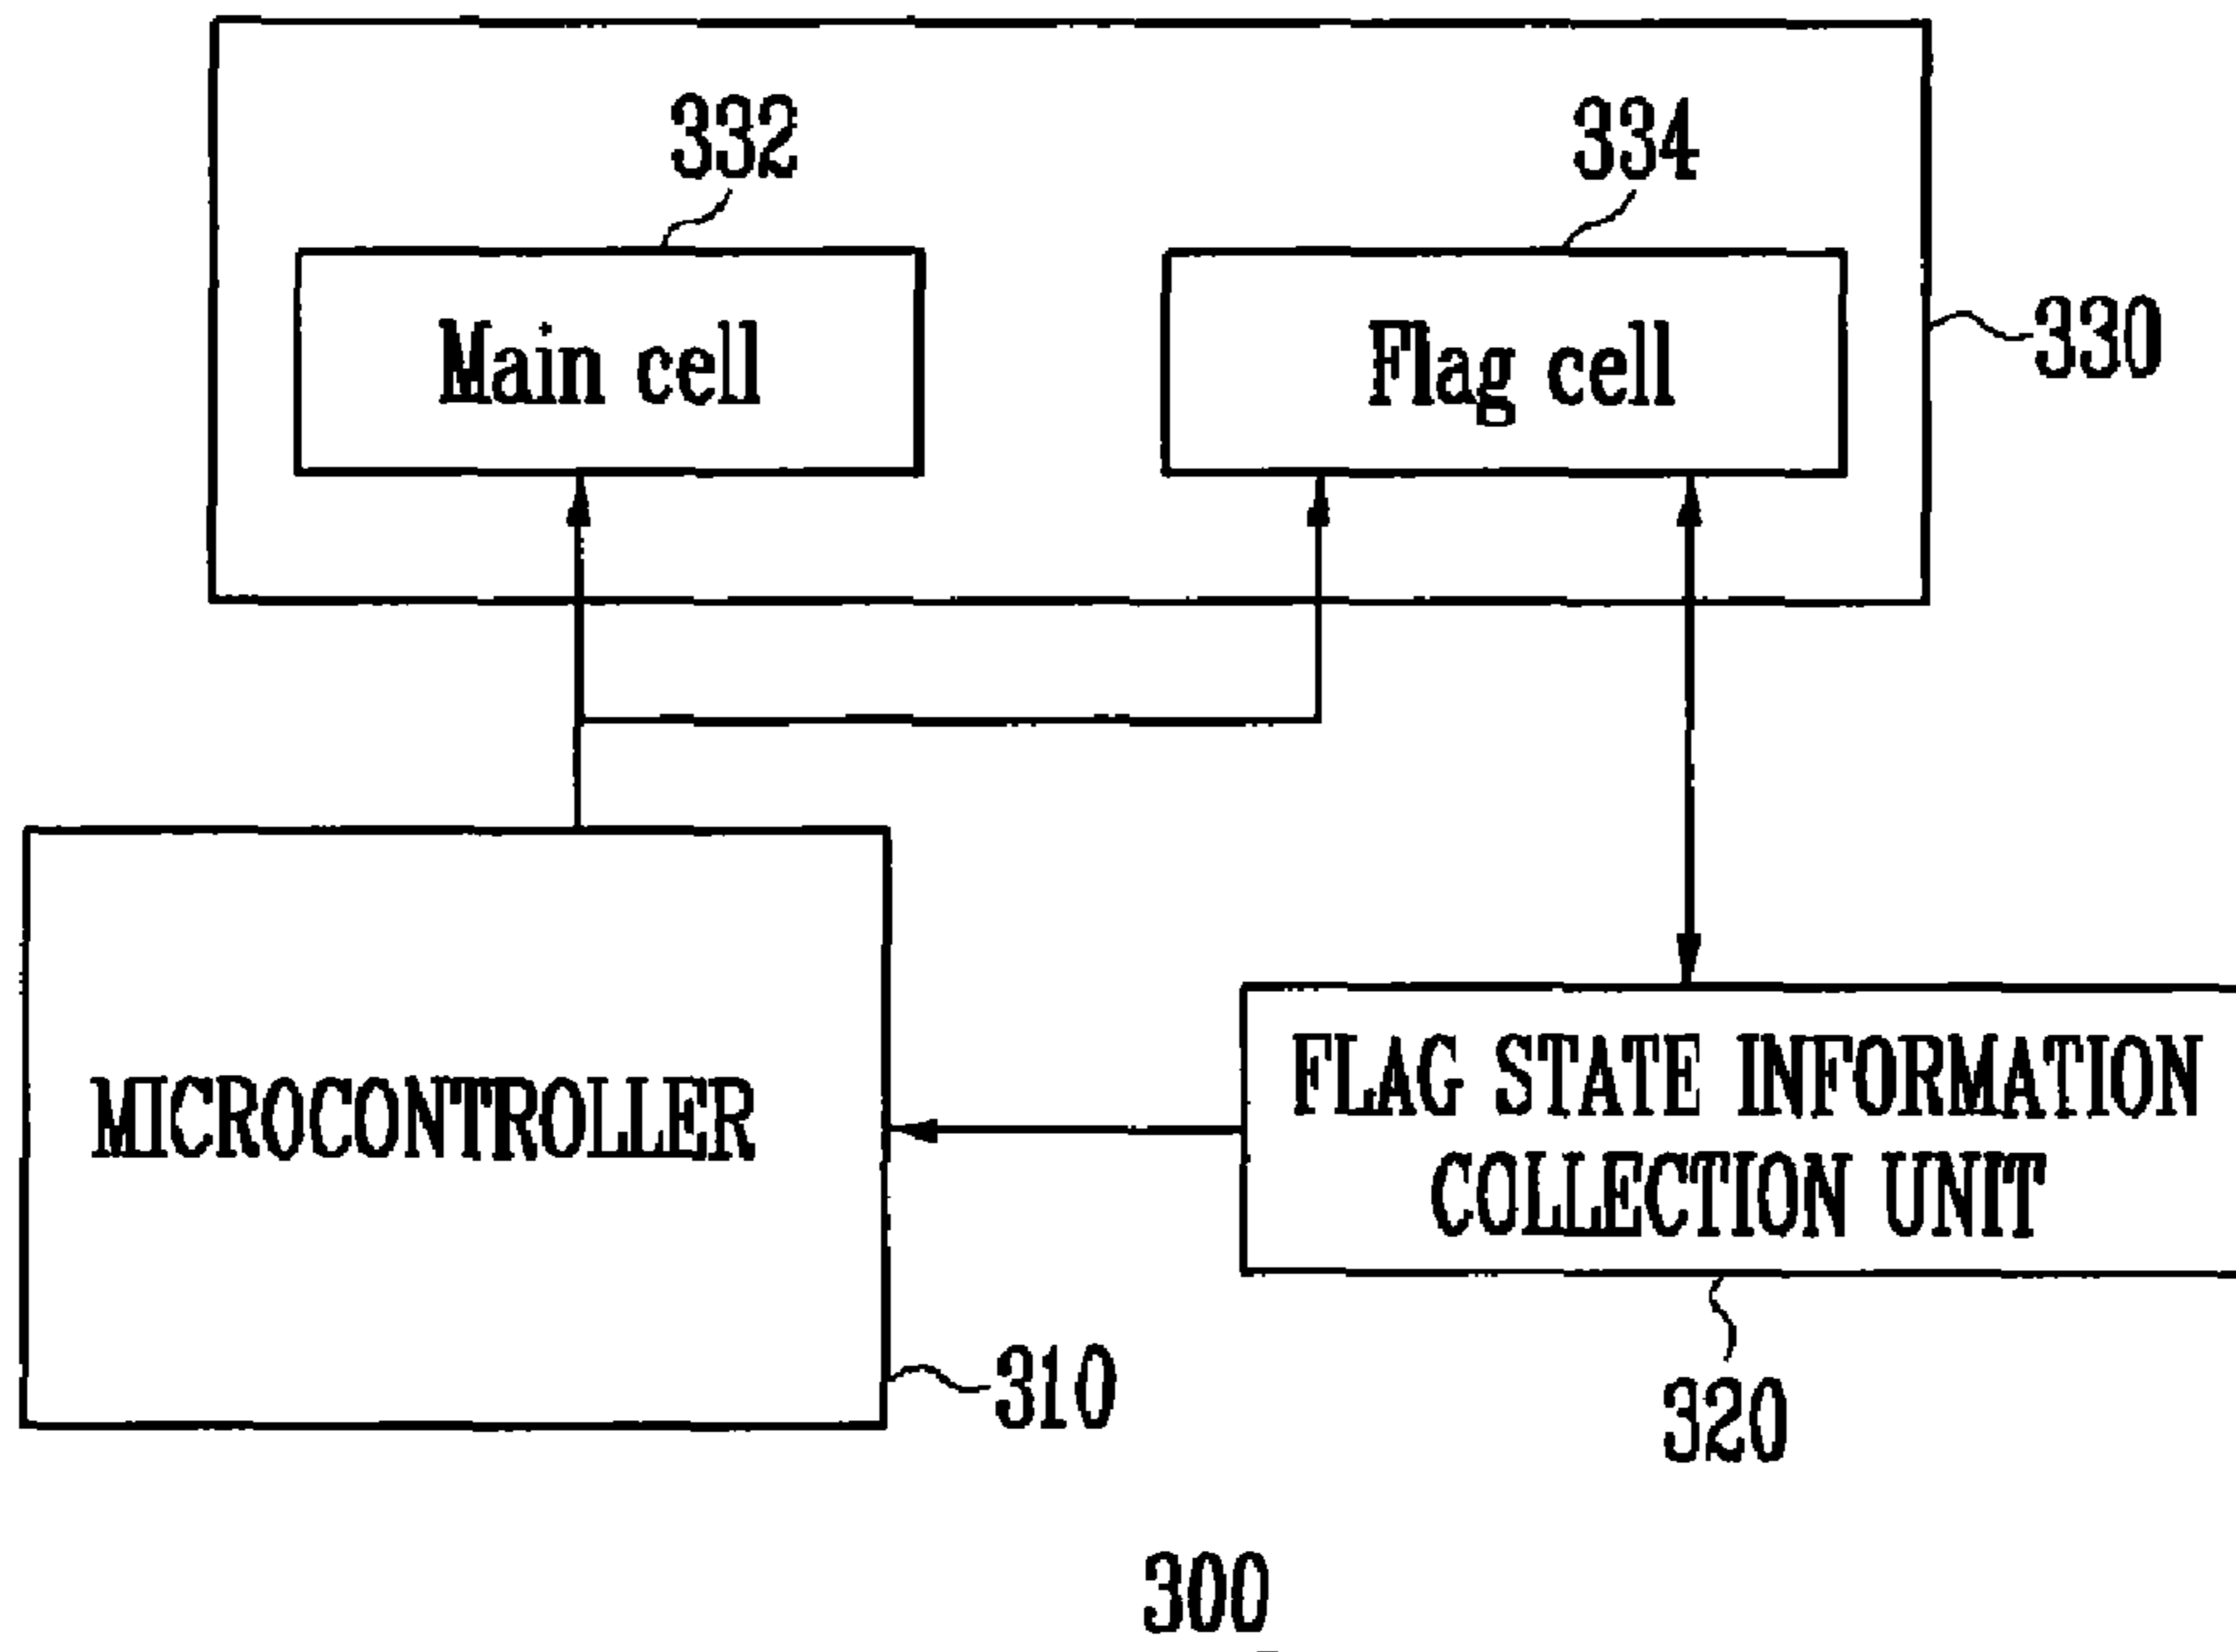 332
334
Main cell
Flag cell
330
MICROCONTROLLER
FLAG STATE INFORMATION
COLLECTION UNIT
310
320
300